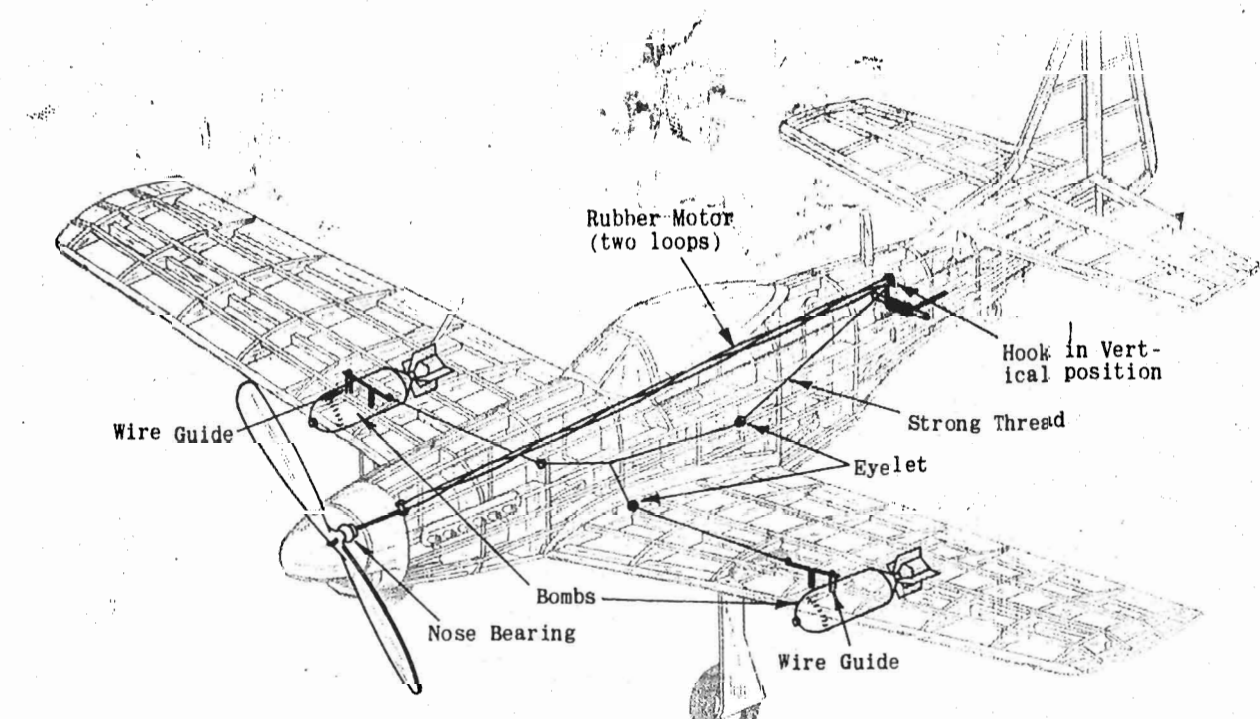 Rubber Motor
(two loops)
Hook in Vert-
ical position
Strong Thread
Wire Guide
Eyelet
Bombs
Nose Bearing
Wire Guide